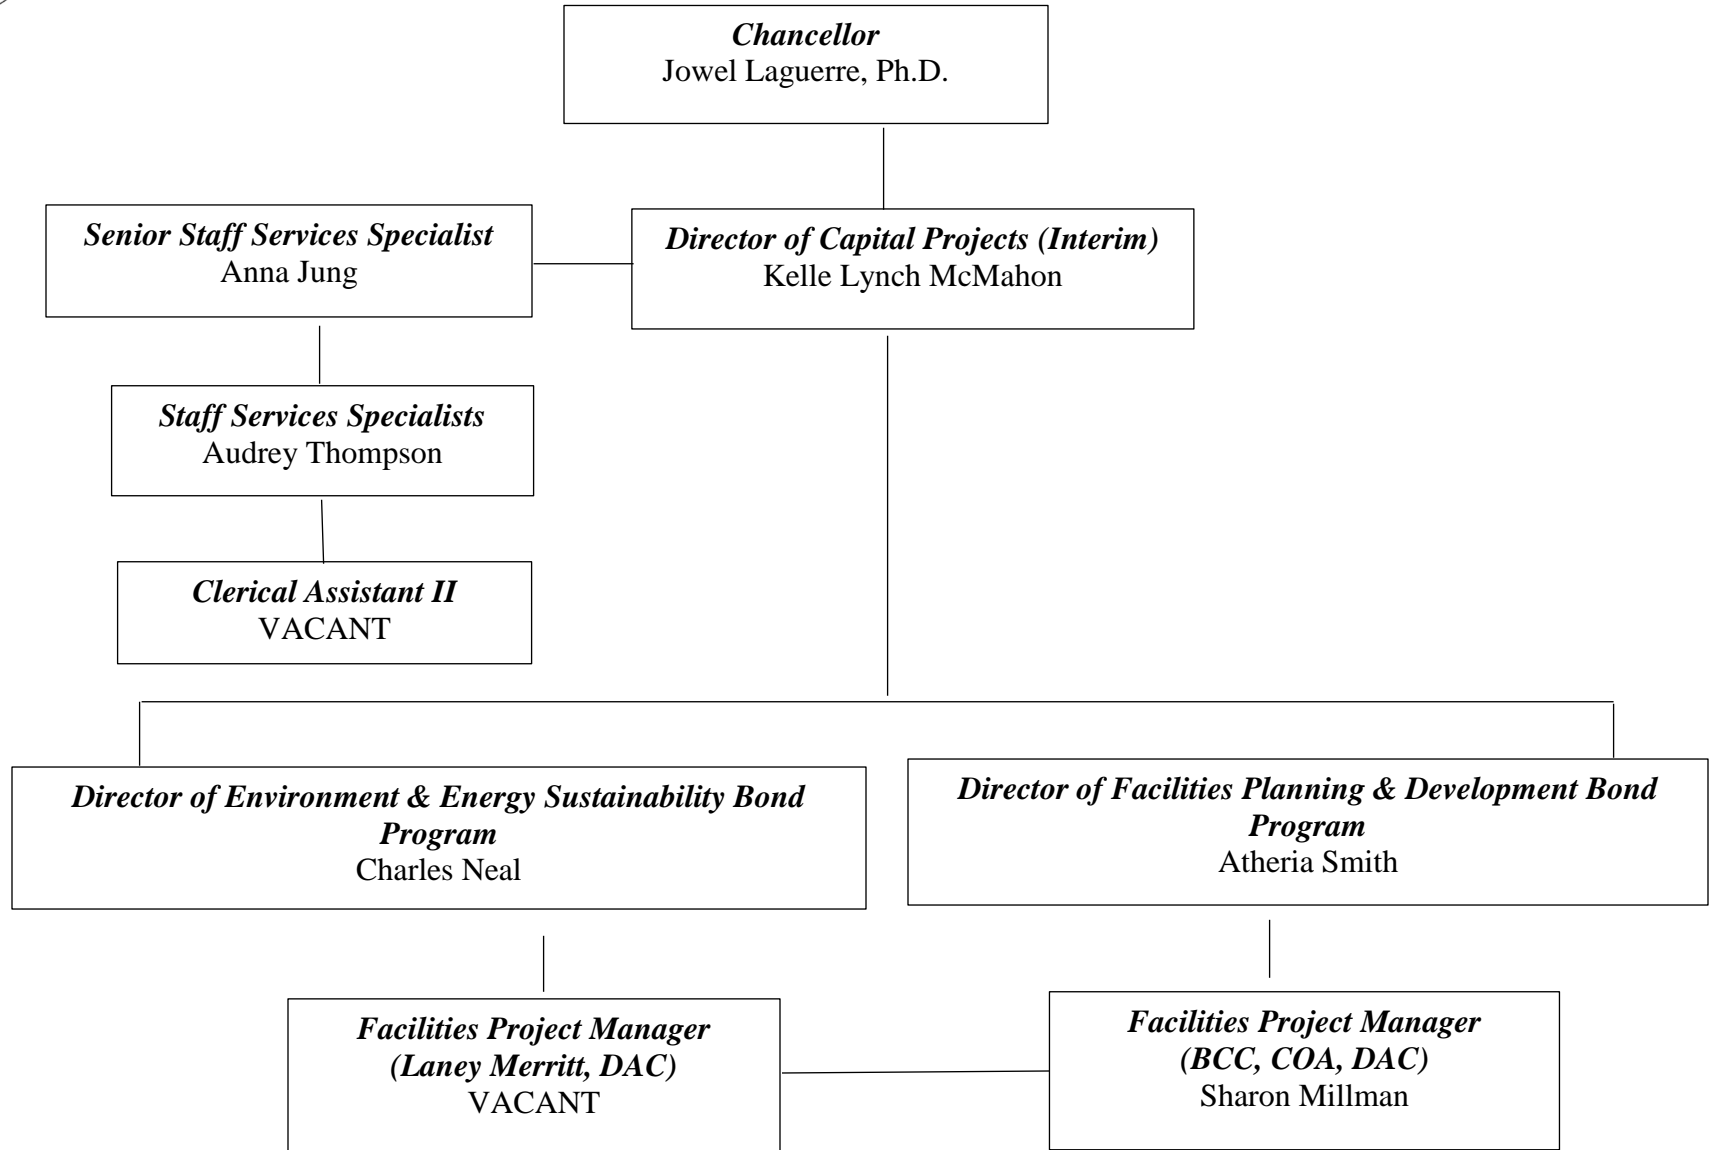 Chancellor
Jowel Laguerre, Ph.D.
Senior Staff Services Specialist
Anna Jung
Director of Capital Projects (Interim)
Kelle Lynch McMahon
Staff Services Specialists
Audrey Thompson
Clerical Assistant II
VACANT
Director of Environment & Energy Sustainability Bond
Program
Charles Neal
Director of Facilities Planning & Development Bond
Program
Atheria Smith
Facilities Project Manager
(Laney Merritt, DAC)
VACANT
Facilities Project Manager
(BCC, COA, DAC)
Sharon Millman